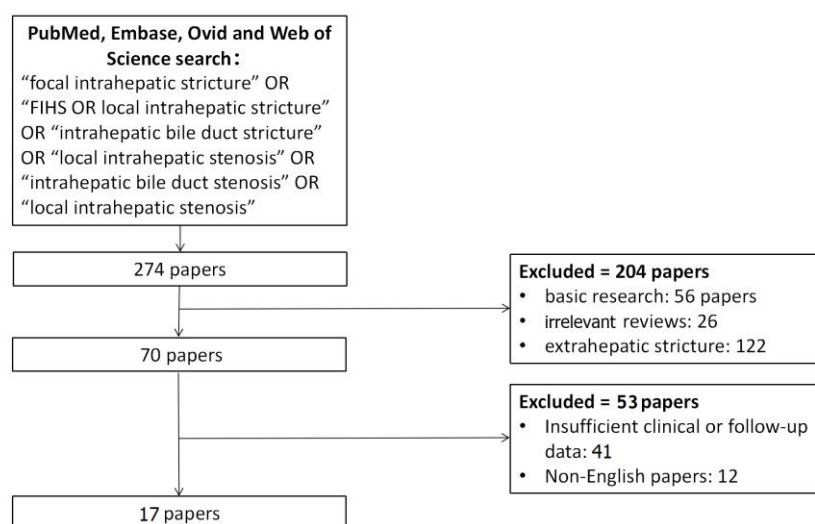 PubMed, Embase, Ovid and Web of
Science search:
“focal intrahepatic stricture” OR
“FIHS OR local intrahepatic stricture”
OR “intrahepatic bile duct stricture”
OR “local intrahepatic stenosis” OR
“intrahepatic bile duct stenosis” OR
“local intrahepatic stenosis”
274 papers
Excluded = 204 papers
• basic research: 56 papers
• irrelevant reviews: 26
• extrahepatic stricture: 122
70 papers
Excluded = 53 papers
• Insufficient clinical or follow-up
data: 41
• Non-English papers: 12
17 papers